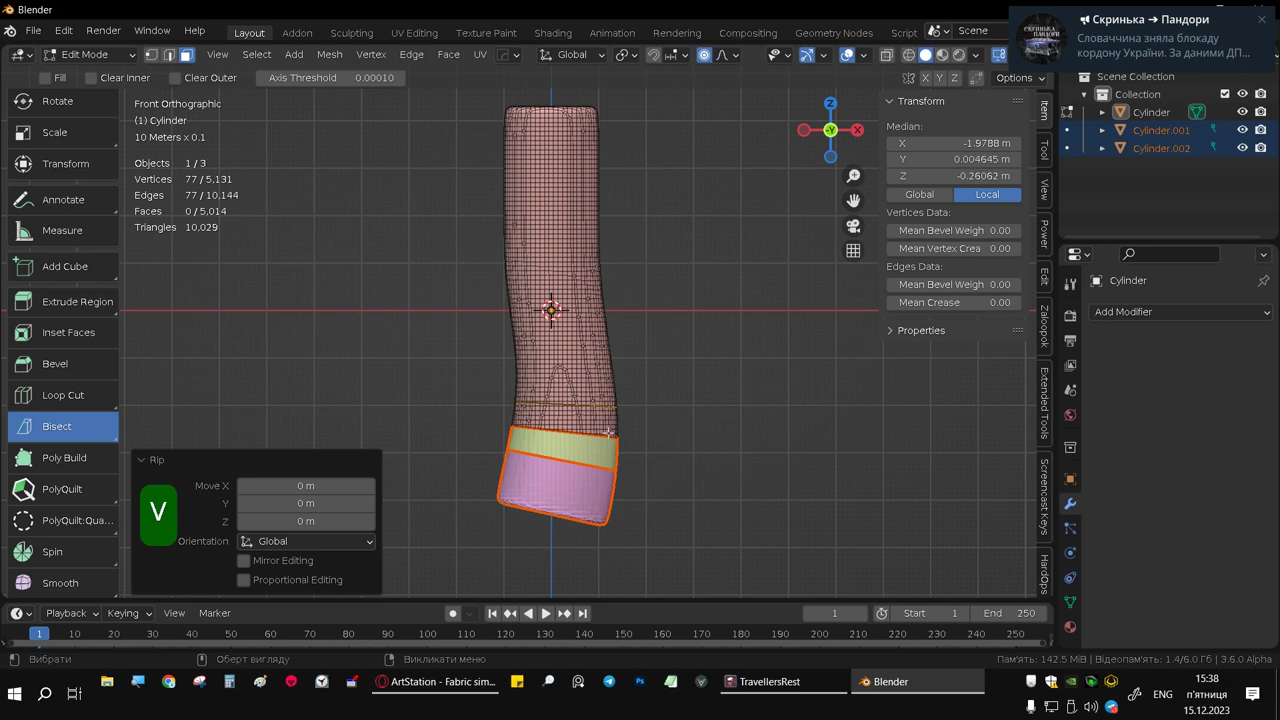 Blender
File Edit Render Window Help Layout Addon Modeling Sculpting UV Editing Texture Paint Shading Animation Rendering Compositing Geometry Nodes Scene
Скринька ➔ Пандори
Словаччина зняла блокаду
кордону України. За даними ДП...
Edit Mode View Select Add Mesh Vertex Edge Face UV Global
Fill Clear Inner Clear Outer Axis Threshold 0.00010 X Y Z Options
Rotate
Scale
Transform
Annotate
Measure
Add Cube
Extrude Region
Inset Faces
Bevel
Loop Cut
Bisect
Poly Build
PolyQuilt
PolyQuilt:Qua...
Spin
Smooth
Front Orthographic
(1) Cylinder
10 Meters x 0.1
Objects 1 / 3
Vertices 77 / 5,131
Edges 77 / 10,144
Faces 0 / 5,014
Triangles 10,029
Z
X
-Y
Transform
Median:
X -1.9788 m
Y 0.004645 m
Z -0.26062 m
Global Local
Vertices Data:
Mean Bevel Weigh 0.00
Mean Vertex Crea 0.00
Edges Data:
Mean Bevel Weigh 0.00
Mean Crease 0.00
Properties
Item
Tool
View
Power
Edit
Zaloopok
Extended Tools
Screencast Keys
HardOps
Scene Collection
Collection
Cylinder
Cylinder.001
Cylinder.002
Cylinder
Add Modifier
Rip
V
Move X 0 m
Y 0 m
Z 0 m
Orientation Global
Mirror Editing
Proportional Editing
Playback Keying View Marker 1 Start 1 End 250
1 10 20 30 40 50 60 70 80 90 100 110 120 130 140 150 160 170 180 190 200 210 220 230 240 250
Вибрати Оберт вигляду Викликати меню Пам'ять: 142.5 MiB | Відеопам'ять: 1.4/6.0 Гб | 3.6.0 Alpha
ArtStation - Fabric sim... TravellersRest Blender
ENG
15:38
п'ятниця
15.12.2023